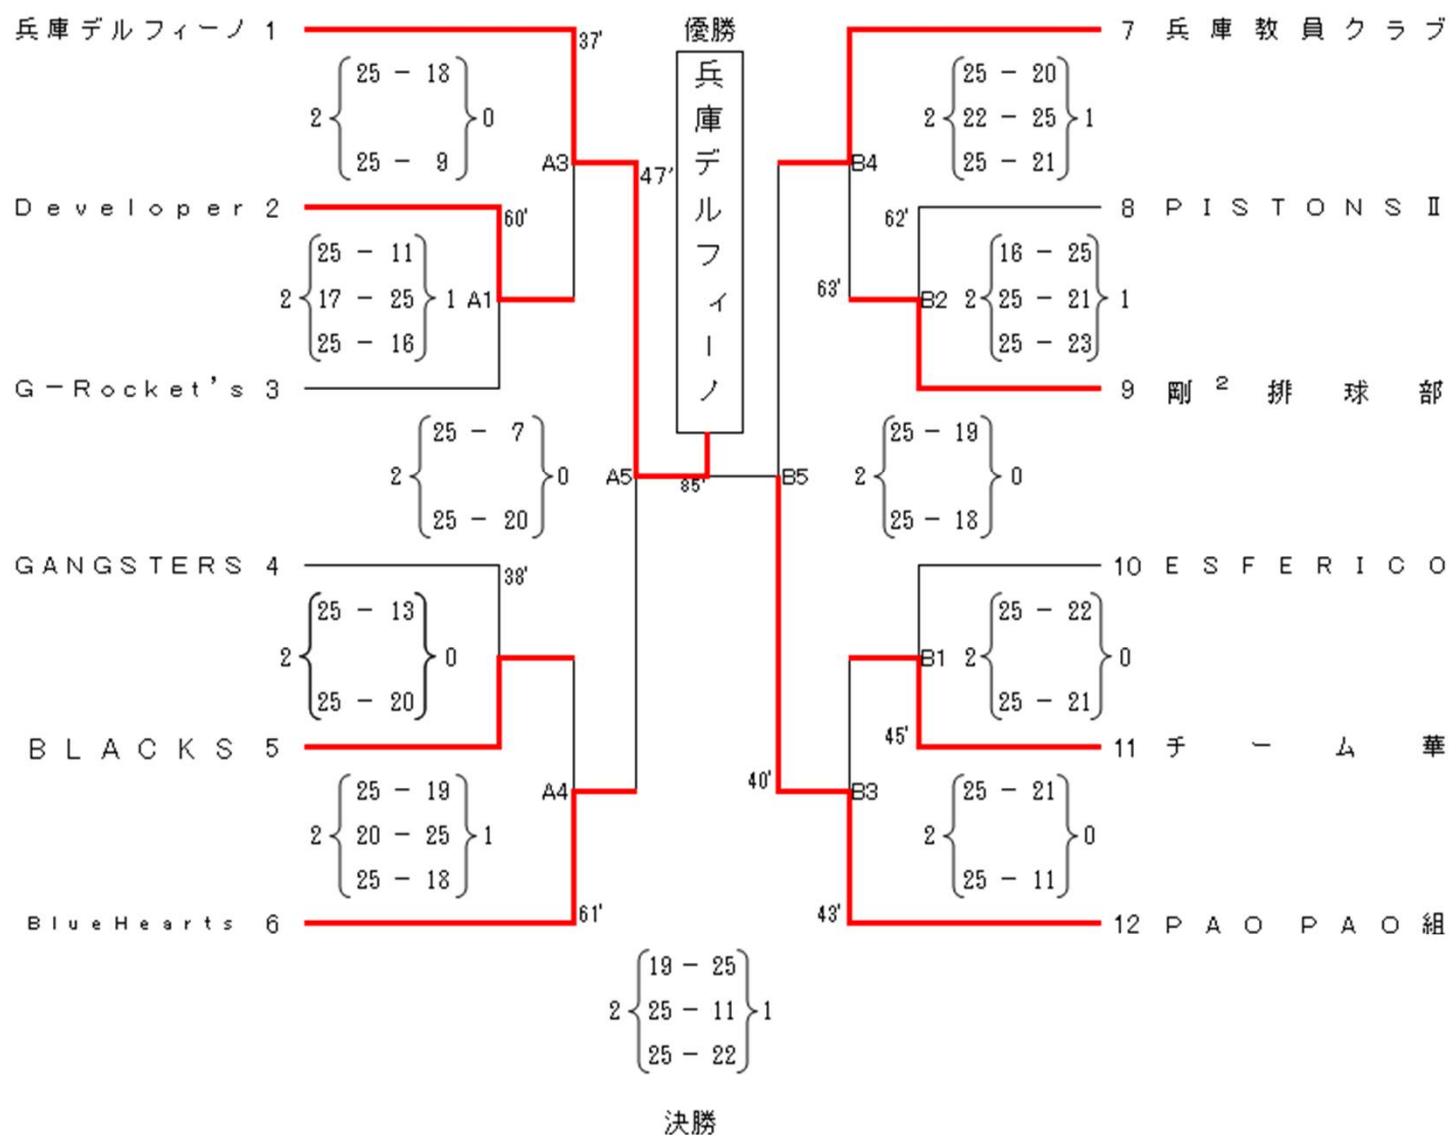 兵庫デルフィーノ 1 37' 優勝 7 兵庫教員クラブ
兵庫デルフィーノ
2 25 - 18 0
25 - 9
2 25 - 20 1
22 - 25
25 - 21
A3 47' B4
Developer 2 60' 62' 8 PISTONSⅡ
2 25 - 11 1 A1
17 - 25
25 - 16
63' B2 2 16 - 25 1
25 - 21
25 - 23
G-Rocket's 3 9 剛²排球部
2 25 - 7 0
25 - 20
A5 85' B5
2 25 - 19 0
25 - 18
GANGSTERS 4 38' 10 ESFERICO
2 25 - 13 0
25 - 20
B1 2 25 - 22 0
25 - 21
BLACKS 5 45' 11 チーム華
2 25 - 19 1
20 - 25
25 - 18
A4 40' B3
2 25 - 21 0
25 - 11
BlueHearts 6 61' 43' 12 PAOPAO組
2 19 - 25 1
25 - 11
25 - 22
決勝